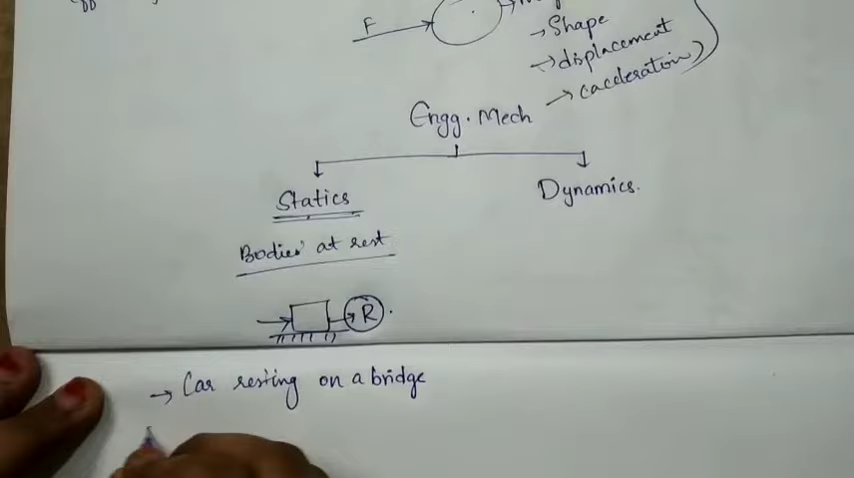 F
→ Shape
→ displacement
→ (acceleration)
Engg. Mech
Statics
Dynamics.
Bodies at rest
R
→ Car resting on a bridge